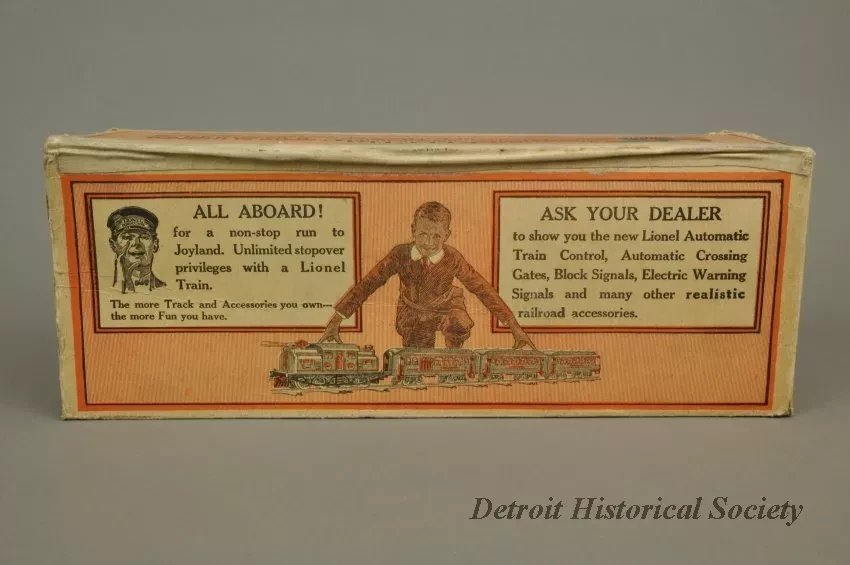 ALL ABOARD!
for a non-stop run to
Joyland. Unlimited stopover
privileges with a Lionel
Train.
The more Track and Accessories you own—
the more Fun you have.
ASK YOUR DEALER
to show you the new Lionel Automatic
Train Control, Automatic Crossing
Gates, Block Signals, Electric Warning
Signals and many other realistic
railroad accessories.
Detroit Historical Society